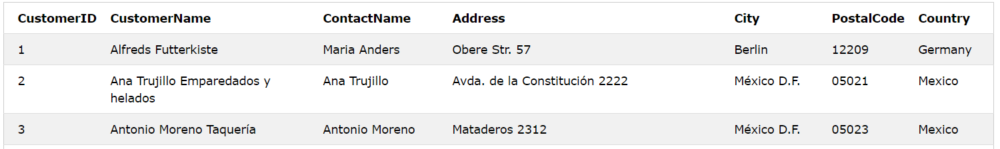 CustomerID CustomerName ContactName Address City PostalCode Country
1 Alfreds Futterkiste Maria Anders Obere Str. 57 Berlin 12209 Germany
2 Ana Trujillo Emparedados y helados Ana Trujillo Avda. de la Constitución 2222 México D.F. 05021 Mexico
3 Antonio Moreno Taquería Antonio Moreno Mataderos 2312 México D.F. 05023 Mexico